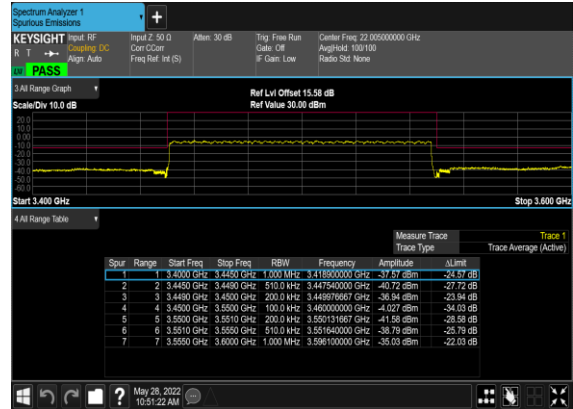 Spectrum Analyzer 1
Spurious Emissions
KEYSIGHT Input: RF Input Z: 50 Ω Atten: 30 dB Trig: Free Run Center Freq: 22.005000000 GHz
R T Coupling: DC Corr CCorr Gate: Off Avg|Hold: 100/100
Align: Auto Freq Ref: Int (S) IF Gain: Low Radio Std: None
PASS
3 All Range Graph
Ref Lvl Offset 15.58 dB
Scale/Div 10.0 dB Ref Value 30.00 dBm
20.0
10.0
0.00
-10.0
-20.0
-30.0
-40.0
-50.0
-60.0
Start 3.400 GHz Stop 3.600 GHz
4 All Range Table
Measure Trace Trace 1
Trace Type Trace Average (Active)
Spur Range Start Freq Stop Freq RBW Frequency Amplitude ΔLimit
1 1 3.4000 GHz 3.4450 GHz 1.000 MHz 3.418900000 GHz -37.57 dBm -24.57 dB
2 2 3.4450 GHz 3.4490 GHz 510.0 kHz 3.447540000 GHz -40.72 dBm -27.72 dB
3 3 3.4490 GHz 3.4500 GHz 200.0 kHz 3.449976667 GHz -36.94 dBm -23.94 dB
4 4 3.4500 GHz 3.5500 GHz 100.0 kHz 3.460000000 GHz -4.027 dBm -34.03 dB
5 5 3.5500 GHz 3.5510 GHz 200.0 kHz 3.550131667 GHz -41.58 dBm -28.58 dB
6 6 3.5510 GHz 3.5550 GHz 510.0 kHz 3.551640000 GHz -38.79 dBm -25.79 dB
7 7 3.5550 GHz 3.6000 GHz 1.000 MHz 3.596100000 GHz -35.03 dBm -22.03 dB
May 28, 2022
10:51:22 AM